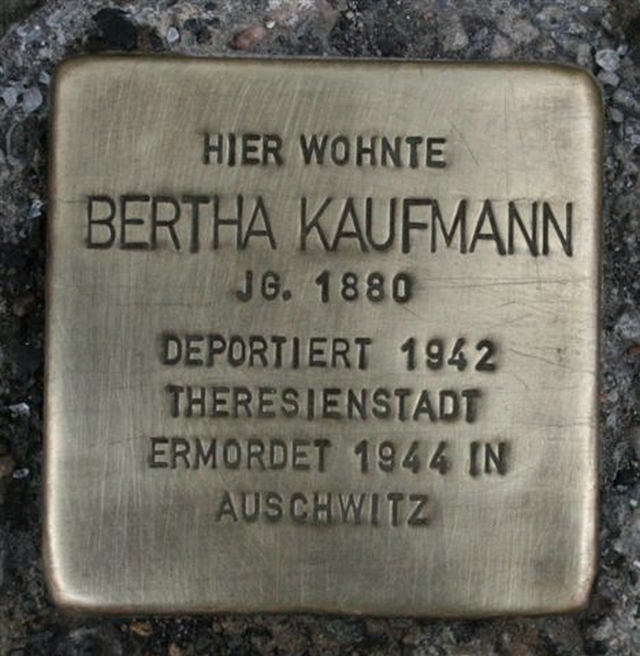 HIER WOHNTE
BERTHA KAUFMANN
JG. 1880
DEPORTIERT 1942
THERESIENSTADT
ERMORDET 1944 IN
AUSCHWITZ